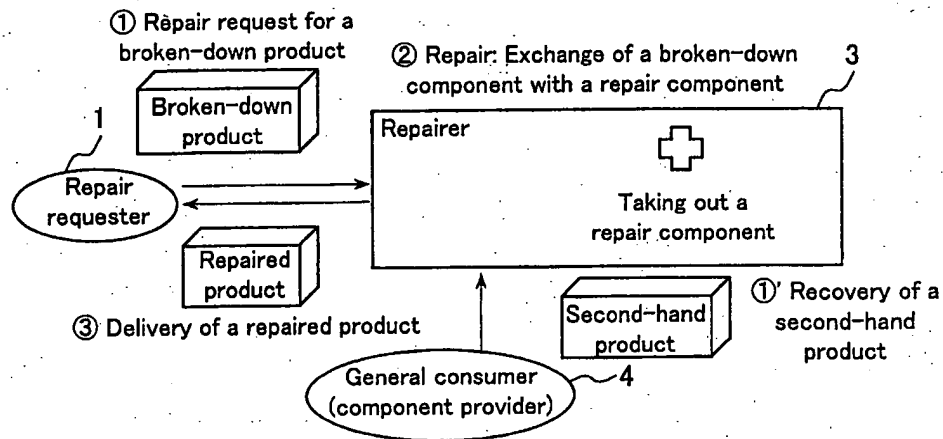 ① Repair request for a
broken-down product
② Repair: Exchange of a broken-down
component with a repair component
3
1
Broken-down
product
Repairer
Repair
requester
Taking out a
repair component
Repaired
product
③ Delivery of a repaired product
Second-hand
product
①' Recovery of a
second-hand
product
General consumer
(component provider)
4